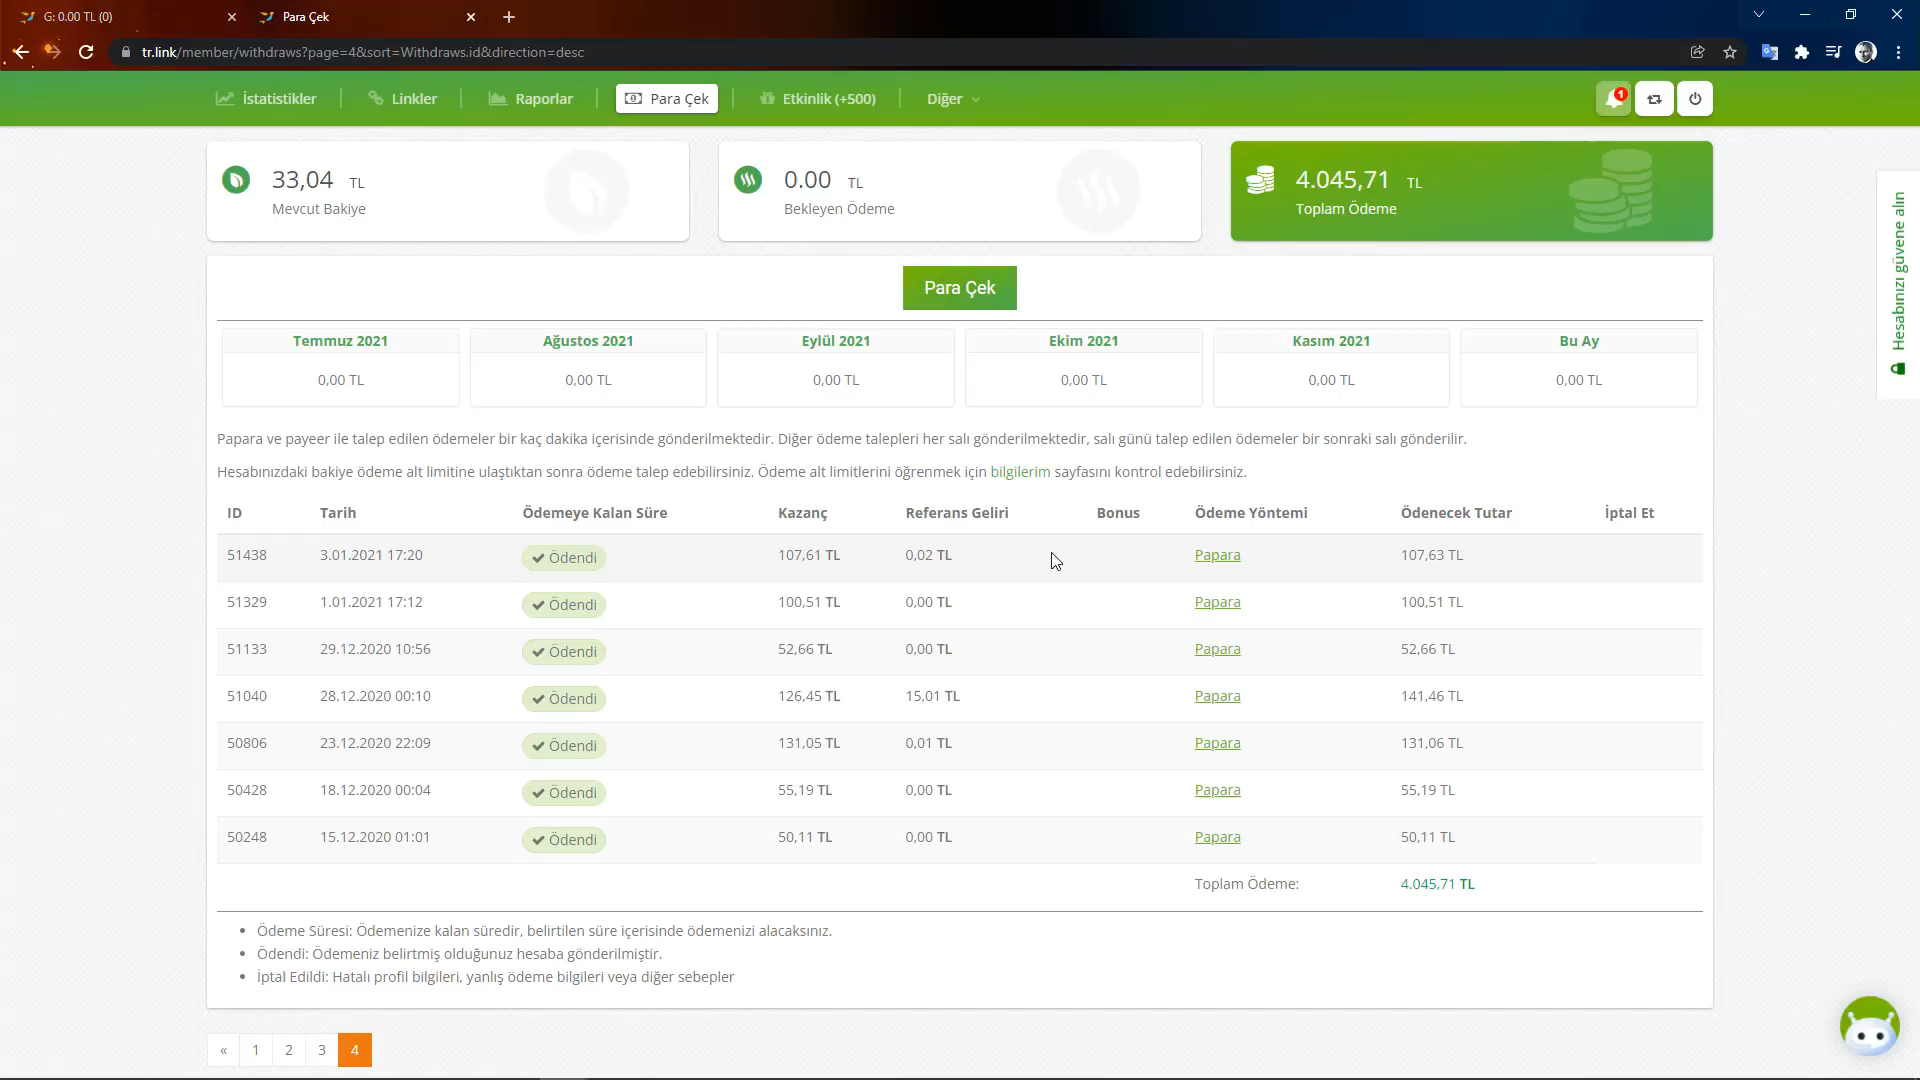 G: 0.00 TL (0)
Para Çek
tr.link/member/withdraws?page=4&sort=Withdraws.id&direction=desc
İstatistikler
Linkler
Raporlar
Para Çek
Etkinlik (+500)
Diğer
1
33,04 TL
Mevcut Bakiye
0.00 TL
Bekleyen Ödeme
4.045,71 TL
Toplam Ödeme
Hesabınızı güvene alın
Para Çek
Temmuz 2021
Ağustos 2021
Eylül 2021
Ekim 2021
Kasım 2021
Bu Ay
0,00 TL
0,00 TL
0,00 TL
0,00 TL
0,00 TL
0,00 TL
Papara ve payeer ile talep edilen ödemeler bir kaç dakika içerisinde gönderilmektedir. Diğer ödeme talepleri her salı gönderilmektedir, salı günü talep edilen ödemeler bir sonraki salı gönderilir.
Hesabınızdaki bakiye ödeme alt limitine ulaştıktan sonra ödeme talep edebilirsiniz. Ödeme alt limitlerini öğrenmek için bilgilerim sayfasını kontrol edebilirsiniz.
ID Tarih Ödemeye Kalan Süre Kazanç Referans Geliri Bonus Ödeme Yöntemi Ödenecek Tutar İptal Et
51438 3.01.2021 17:20 Ödendi 107,61 TL 0,02 TL Papara 107,63 TL
51329 1.01.2021 17:12 Ödendi 100,51 TL 0,00 TL Papara 100,51 TL
51133 29.12.2020 10:56 Ödendi 52,66 TL 0,00 TL Papara 52,66 TL
51040 28.12.2020 00:10 Ödendi 126,45 TL 15,01 TL Papara 141,46 TL
50806 23.12.2020 22:09 Ödendi 131,05 TL 0,01 TL Papara 131,06 TL
50428 18.12.2020 00:04 Ödendi 55,19 TL 0,00 TL Papara 55,19 TL
50248 15.12.2020 01:01 Ödendi 50,11 TL 0,00 TL Papara 50,11 TL
Toplam Ödeme: 4.045,71 TL
Ödeme Süresi: Ödemenize kalan süredir, belirtilen süre içerisinde ödemenizi alacaksınız.
Ödendi: Ödemeniz belirtmiş olduğunuz hesaba gönderilmiştir.
İptal Edildi: Hatalı profil bilgileri, yanlış ödeme bilgileri veya diğer sebepler
« 1 2 3 4